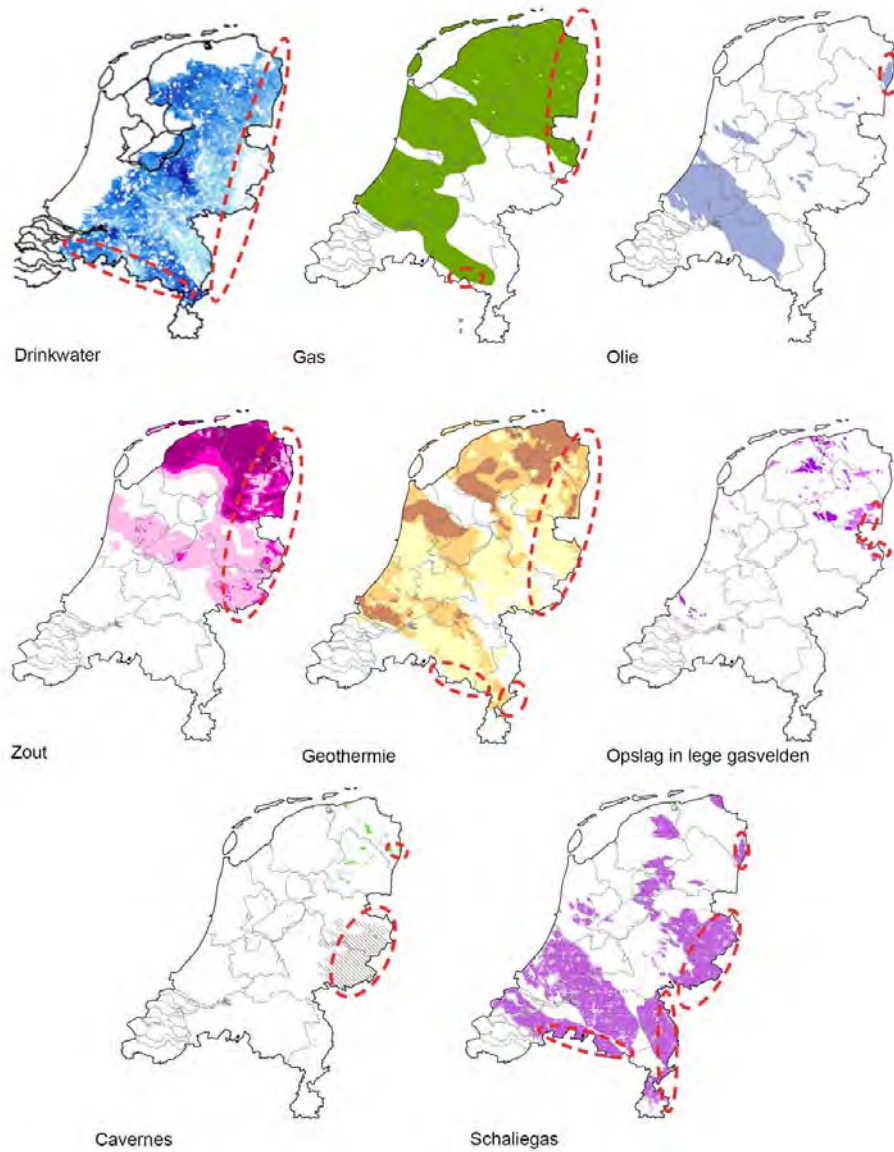 Drinkwater
Gas
Olie
Zout
Geothermie
Opslag in lege gasvelden
Cavernes
Schaliegas